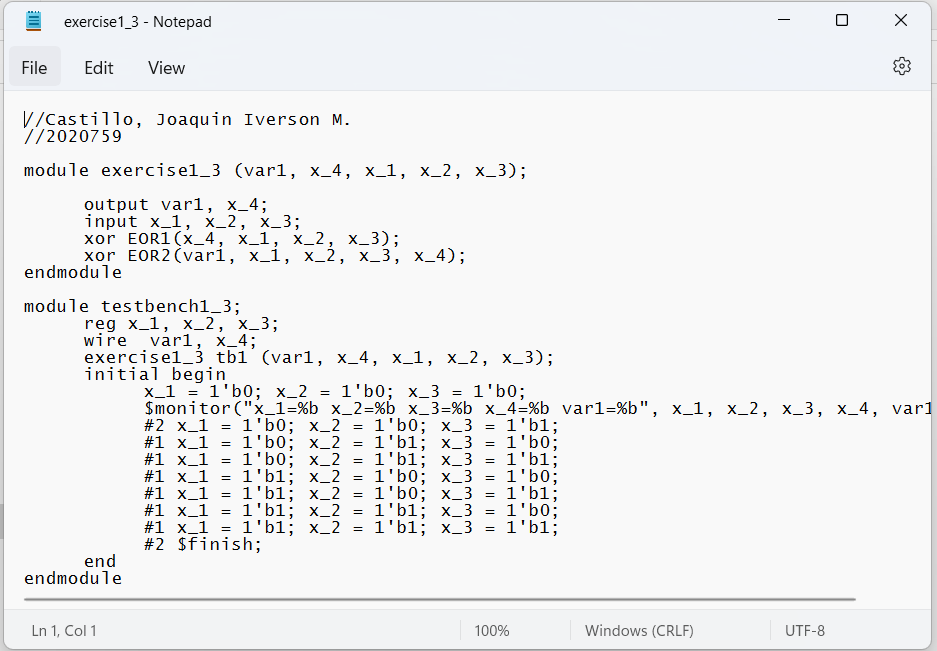 exercise1_3 - Notepad
File Edit View
//Castillo, Joaquin Iverson M.
//2020759
module exercise1_3 (var1, x_4, x_1, x_2, x_3);
output var1, x_4;
input x_1, x_2, x_3;
xor EOR1(x_4, x_1, x_2, x_3);
xor EOR2(var1, x_1, x_2, x_3, x_4);
endmodule
module testbench1_3;
reg x_1, x_2, x_3;
wire  var1, x_4;
exercise1_3 tb1 (var1, x_4, x_1, x_2, x_3);
initial begin
x_1 = 1'b0; x_2 = 1'b0; x_3 = 1'b0;
$monitor("x_1=%b x_2=%b x_3=%b x_4=%b var1=%b", x_1, x_2, x_3, x_4, var1
#2 x_1 = 1'b0; x_2 = 1'b0; x_3 = 1'b1;
#1 x_1 = 1'b0; x_2 = 1'b1; x_3 = 1'b0;
#1 x_1 = 1'b0; x_2 = 1'b1; x_3 = 1'b1;
#1 x_1 = 1'b1; x_2 = 1'b0; x_3 = 1'b0;
#1 x_1 = 1'b1; x_2 = 1'b0; x_3 = 1'b1;
#1 x_1 = 1'b1; x_2 = 1'b1; x_3 = 1'b0;
#1 x_1 = 1'b1; x_2 = 1'b1; x_3 = 1'b1;
#2 $finish;
end
endmodule
Ln 1, Col 1 100% Windows (CRLF) UTF-8